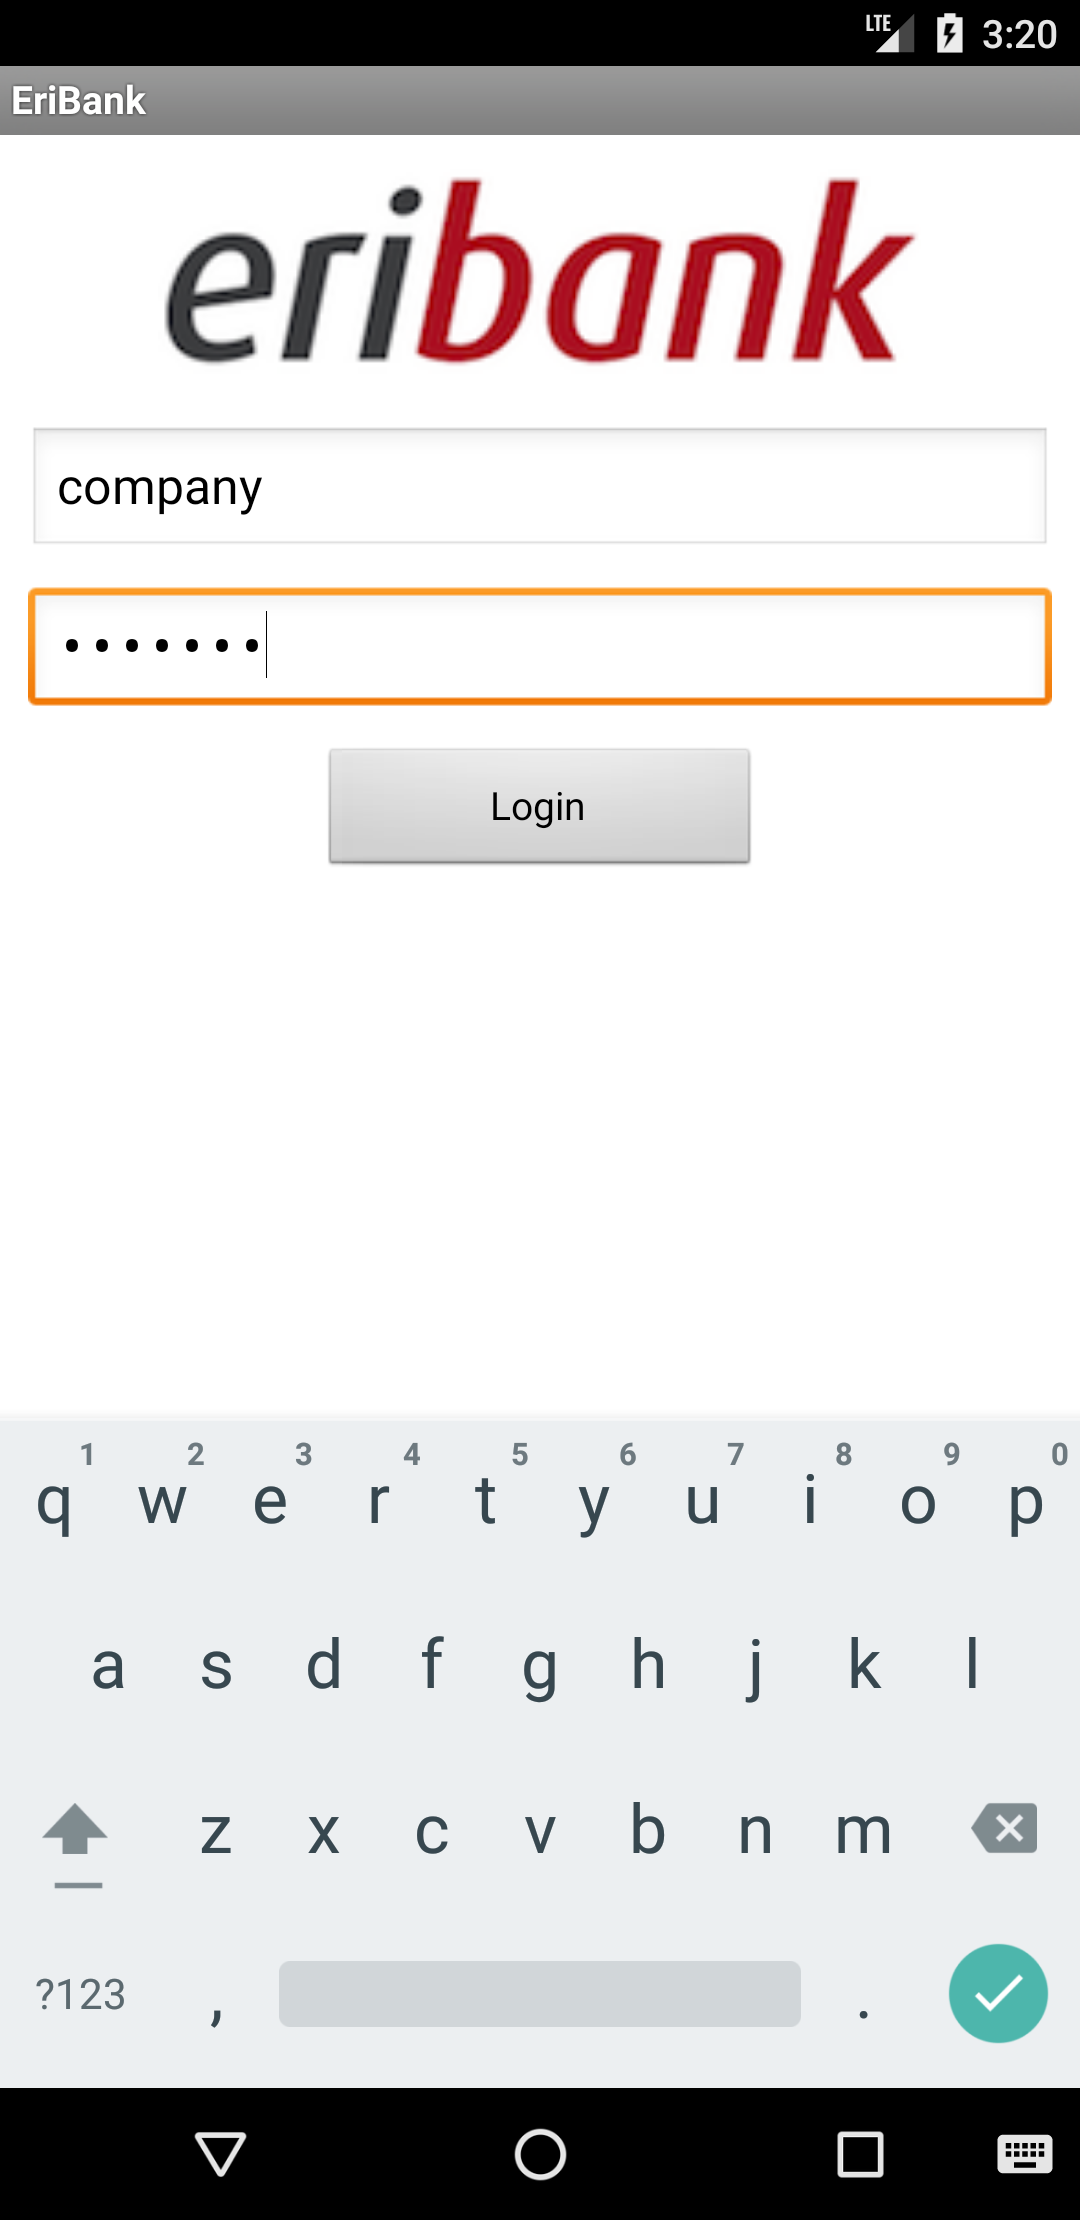 LTE 3:20
EriBank
eribank
company
•••••••
Login
1 2 3 4 5 6 7 8 9 0
q w e r t y u i o p
a s d f g h j k l
z x c v b n m
?123 , .